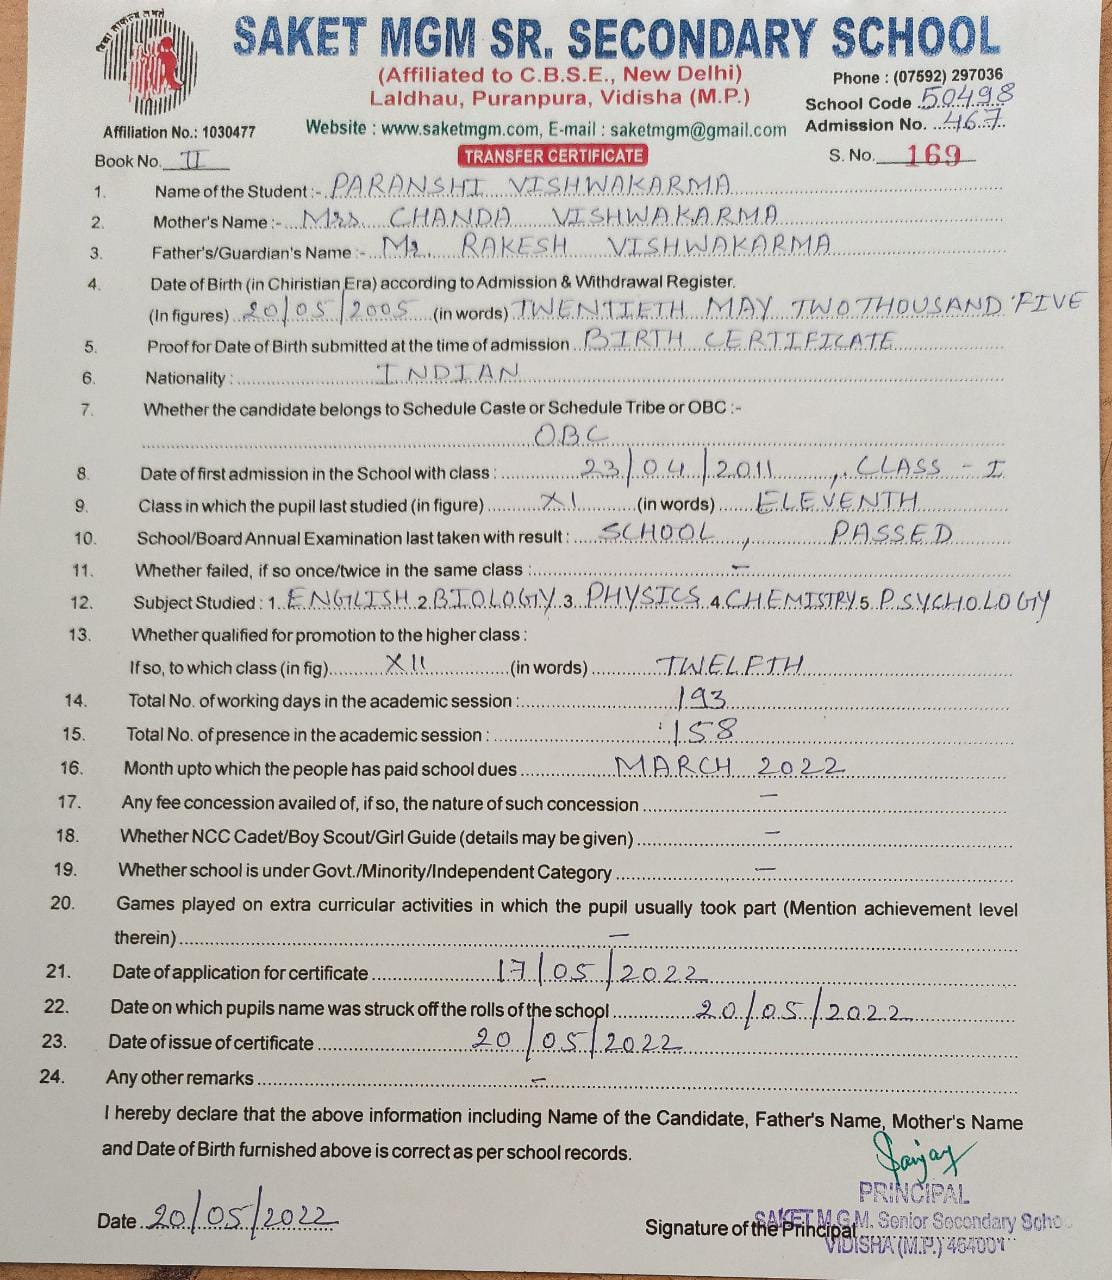 विद्या ददाति विनयम्
SAKET MGM SR. SECONDARY SCHOOL
(Affiliated to C.B.S.E., New Delhi)
Phone : (07592) 297036
Laldhau, Puranpura, Vidisha (M.P.)
School Code 50498
Affiliation No.: 1030477
Website : www.saketmgm.com, E-mail : saketmgm@gmail.com
Admission No. 467
Book No. II
TRANSFER CERTIFICATE
S. No. 169
1. Name of the Student :- PARANSHI VISHWAKARMA
2. Mother's Name :- Mrs. CHANDA VISHWAKARMA
3. Father's/Guardian's Name :- Mr. RAKESH VISHWAKARMA
4. Date of Birth (in Chiristian Era) according to Admission & Withdrawal Register.
(In figures) 20/05/2005 (in words) TWENTIETH MAY TWO THOUSAND FIVE
5. Proof for Date of Birth submitted at the time of admission BIRTH CERTIFICATE
6. Nationality : INDIAN
7. Whether the candidate belongs to Schedule Caste or Schedule Tribe or OBC :-
OBC
8. Date of first admission in the School with class : 23/04/2011, CLASS - I
9. Class in which the pupil last studied (in figure) XI (in words) ELEVENTH
10. School/Board Annual Examination last taken with result : SCHOOL, PASSED
11. Whether failed, if so once/twice in the same class : -
12. Subject Studied : 1. ENGLISH 2. BIOLOGY 3. PHYSICS 4. CHEMISTRY 5. PSYCHOLOGY
13. Whether qualified for promotion to the higher class :
If so, to which class (in fig) XII (in words) TWELFTH
14. Total No. of working days in the academic session : 193
15. Total No. of presence in the academic session : 158
16. Month upto which the people has paid school dues MARCH 2022
17. Any fee concession availed of, if so, the nature of such concession -
18. Whether NCC Cadet/Boy Scout/Girl Guide (details may be given) -
19. Whether school is under Govt./Minority/Independent Category -
20. Games played on extra curricular activities in which the pupil usually took part (Mention achievement level
therein) -
21. Date of application for certificate 17/05/2022
22. Date on which pupils name was struck off the rolls of the school 20/05/2022
23. Date of issue of certificate 20/05/2022
24. Any other remarks -
I hereby declare that the above information including Name of the Candidate, Father's Name, Mother's Name
and Date of Birth furnished above is correct as per school records.
Sanjay
PRINCIPAL
Date 20/05/2022
Signature of the Principal
SAKET M.G.M. Senior Secondary Schoo
VIDISHA (M.P.) 464001